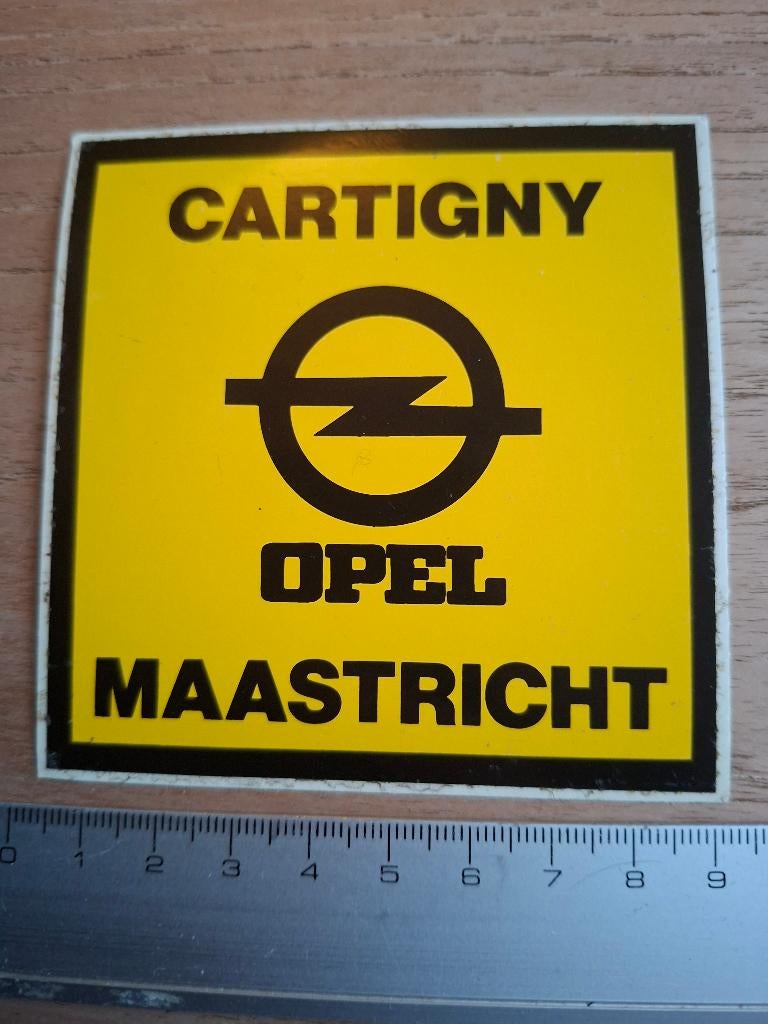 CARTIGNY
OPEL
MAASTRICHT
0 1 2 3 4 5 6 7 8 9